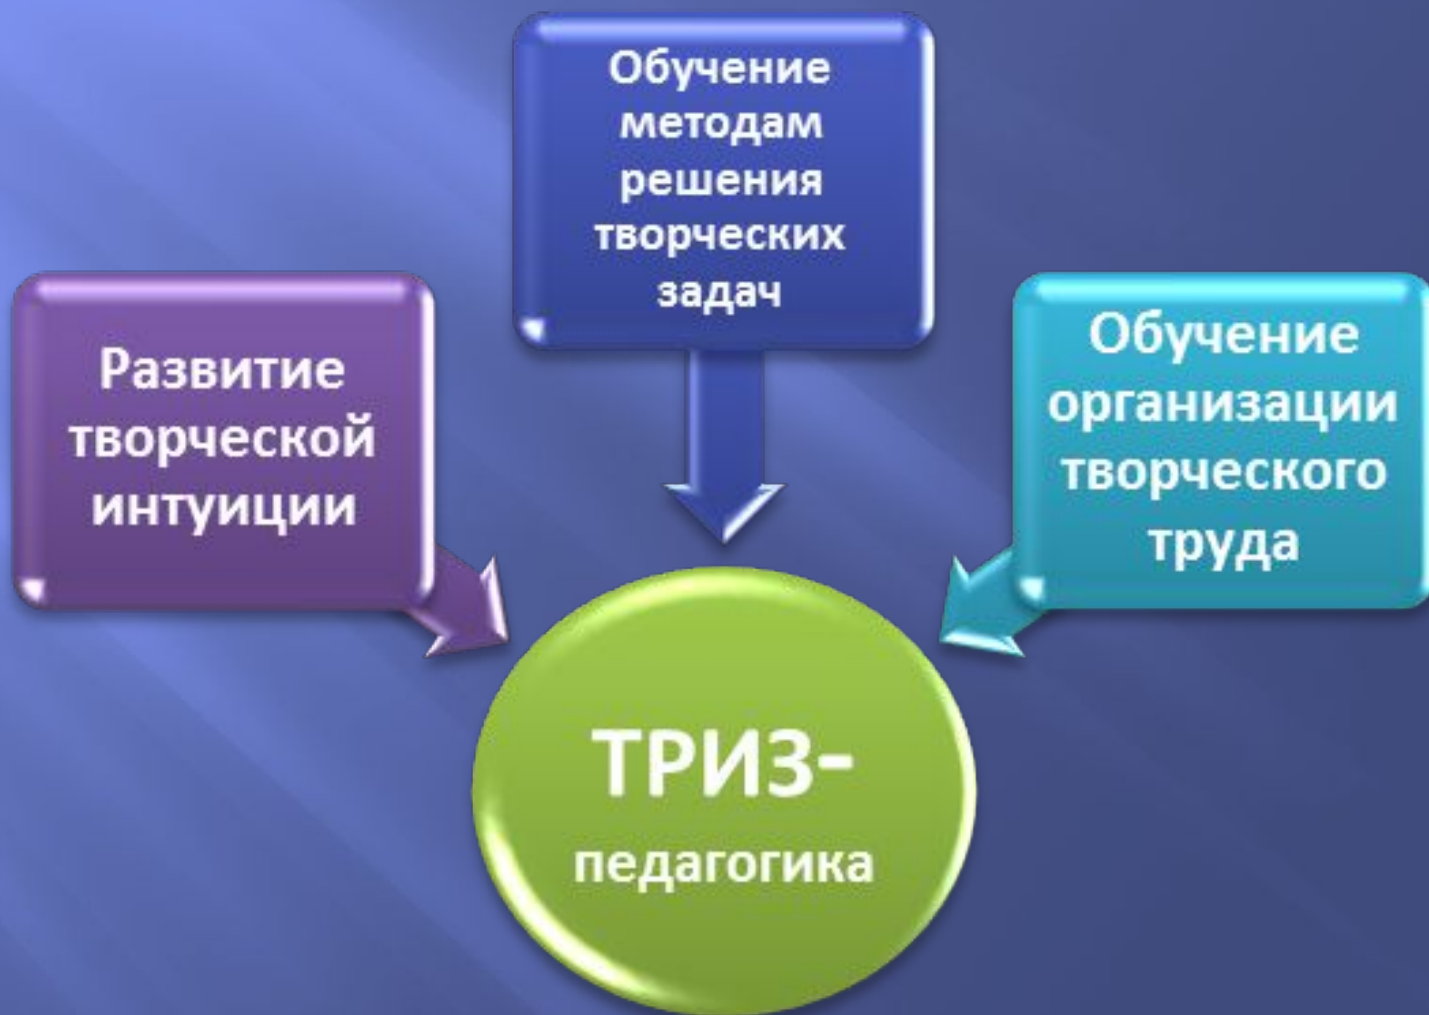 Обучение
методам
решения
творческих
задач
Развитие
творческой
интуиции
Обучение
организации
творческого
труда
ТРИЗ-
педагогика